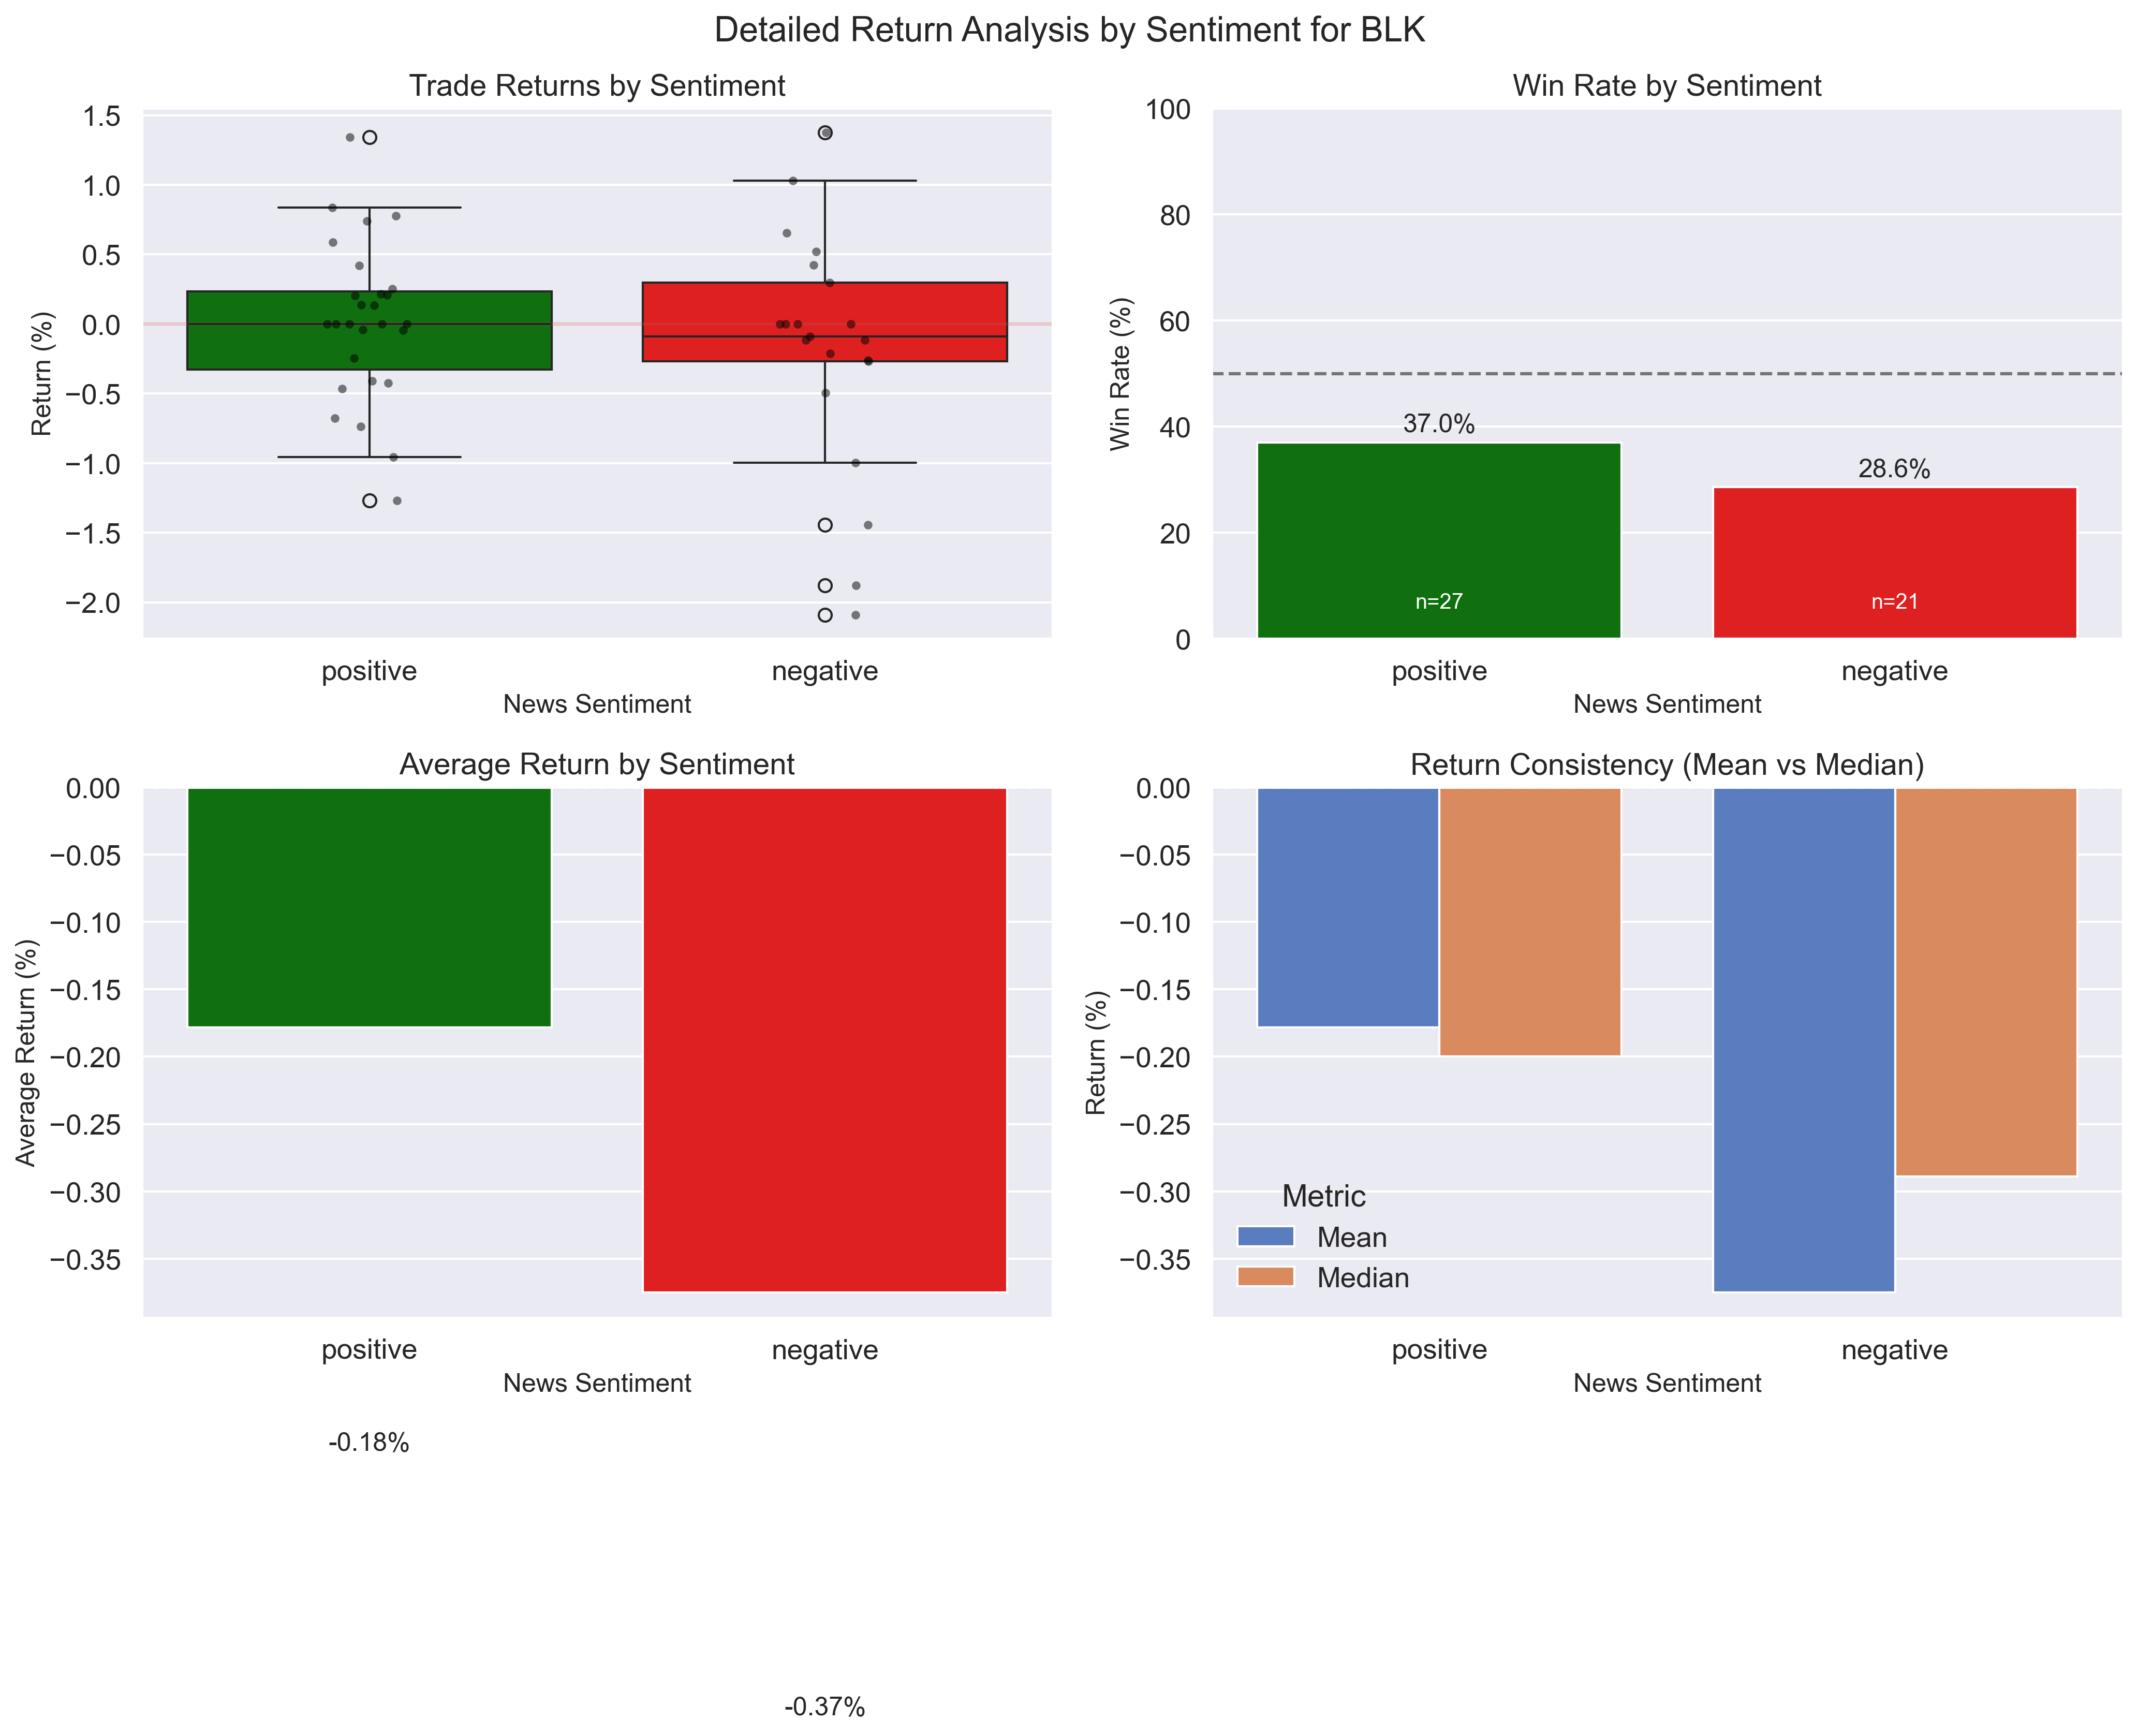 Detailed Return Analysis by Sentiment for BLK
Trade Returns by Sentiment
1.5
1.0
0.5
0.0
−0.5
−1.0
−1.5
−2.0
Return (%)
positive
negative
News Sentiment
Win Rate by Sentiment
100
80
60
40
20
0
Win Rate (%)
37.0%
28.6%
n=27
n=21
positive
negative
News Sentiment
Average Return by Sentiment
0.00
−0.05
−0.10
−0.15
−0.20
−0.25
−0.30
−0.35
Average Return (%)
positive
negative
News Sentiment
-0.18%
-0.37%
Return Consistency (Mean vs Median)
0.00
−0.05
−0.10
−0.15
−0.20
−0.25
−0.30
−0.35
Return (%)
Metric
Mean
Median
positive
negative
News Sentiment